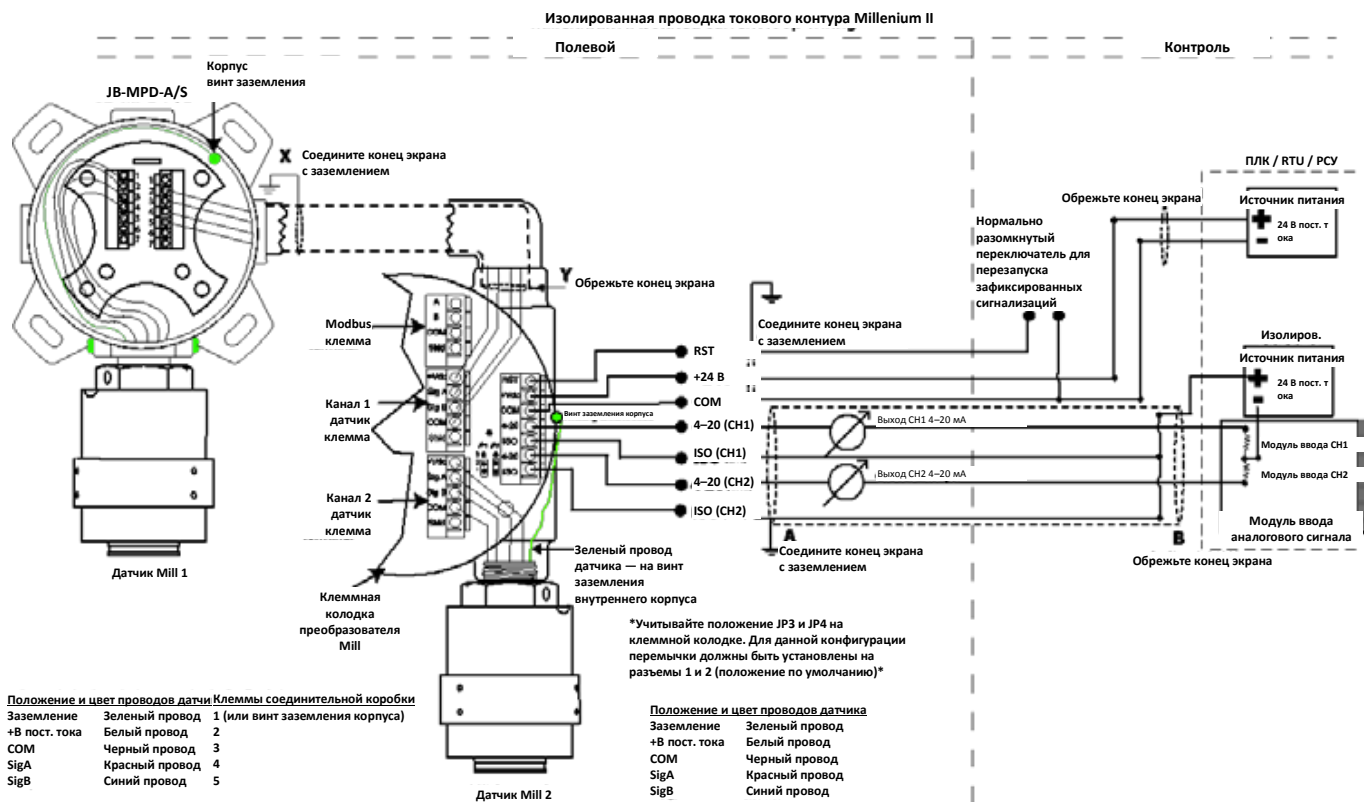 Изолированная проводка токового контура Millenium II
Полевой
Контроль
Корпус
винт заземления
JB-MPD-A/S
X
Соедините конец экрана
с заземлением
ПЛК / RTU / РСУ
Обрежьте конец экрана
Источник питания
+
24 В пост. т
ока
-
Нормально
разомкнутый
переключатель для
перезапуска
зафиксированных
сигнализаций
Y
Обрежьте конец экрана
Modbus
клемма
A
B
COM
Соедините конец экрана
с заземлением
Изолиров.
Источник питания
+
24 В пост. т
ока
-
RST
+24 В
COM
4–20 (CH1)
ISO (CH1)
4–20 (CH2)
ISO (CH2)
Канал 1
датчик
клемма
Винт заземления корпуса
Выход CH1 4–20 мА
Выход CH2 4–20 мА
Модуль ввода CH1
Модуль ввода CH2
Модуль ввода
аналогового сигнала
Канал 2
датчик
клемма
A
B
Соедините конец экрана
с заземлением
Обрежьте конец экрана
Зеленый провод
датчика — на винт
заземления
внутреннего корпуса
Датчик Mill 1
Клеммная
колодка
преобразователя
Mill
*Учитывайте положение JP3 и JP4 на
клеммной колодке. Для данной конфигурации
перемычки должны быть установлены на
разъемы 1 и 2 (положение по умолчанию)*
Положение и цвет проводов датчи Клеммы соединительной коробки
Заземление Зеленый провод 1 (или винт заземления корпуса)
+В пост. тока Белый провод 2
COM Черный провод 3
SigA Красный провод 4
SigB Синий провод 5
Положение и цвет проводов датчика
Заземление Зеленый провод
+В пост. тока Белый провод
COM Черный провод
SigA Красный провод
SigB Синий провод
Датчик Mill 2